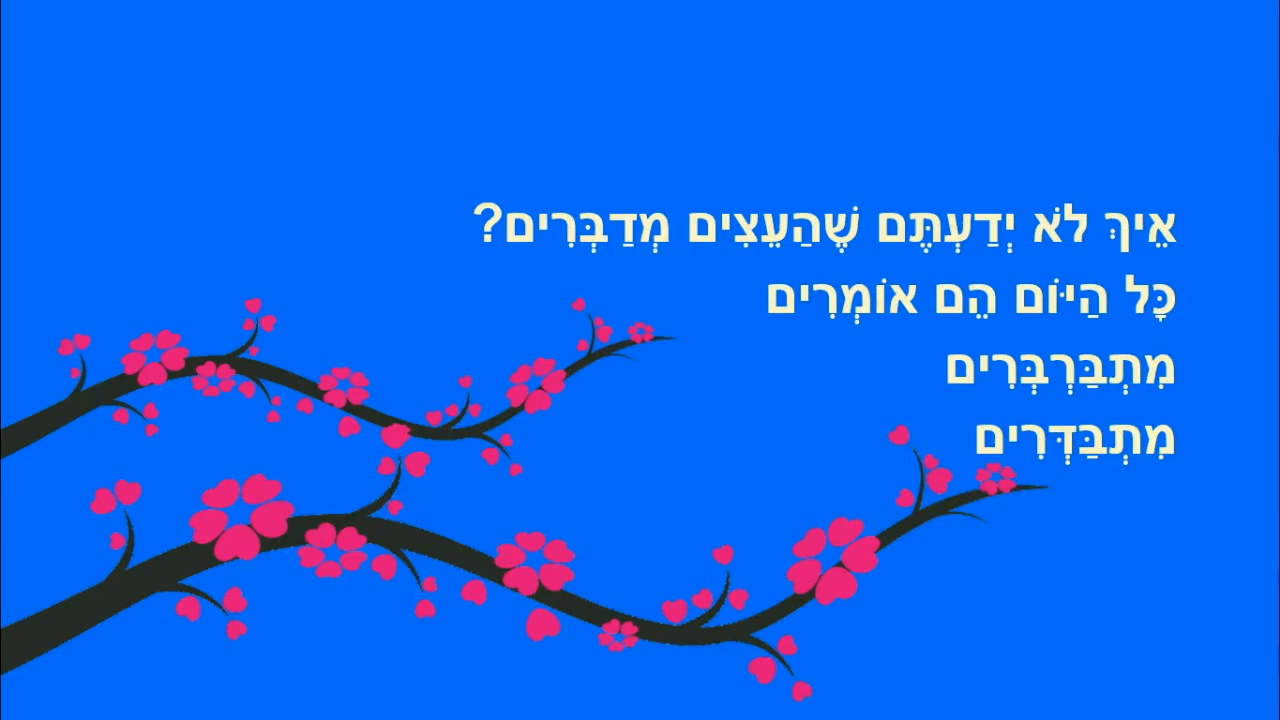 אֵיךְ לֹא יְדַעְתֶּם שֶׁהַעֵצִים מְדַבְּרִים?
כָּל הַיּוֹם הֵם אוֹמְרִים
מִתְבַּרְבְּרִים
מִתְבַּדְּרִים